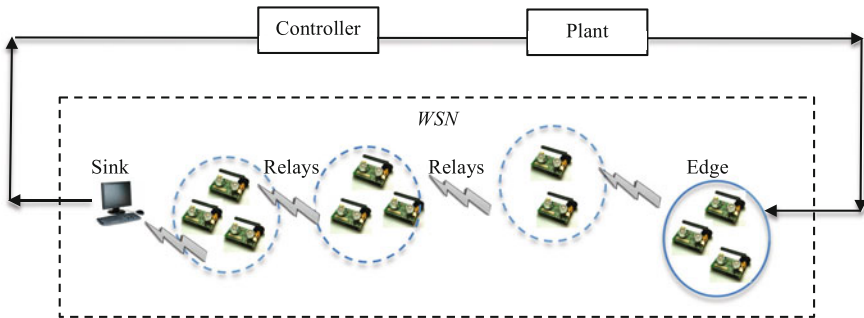 Controller
Plant
WSN
Sink
Relays
Relays
Edge